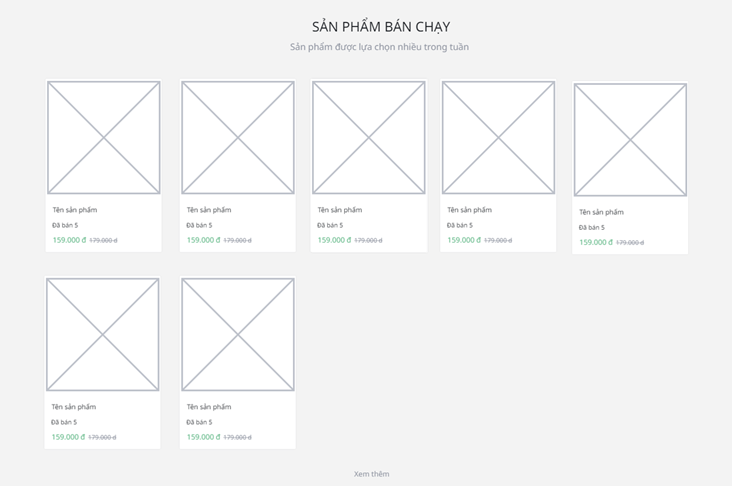 SẢN PHẨM BÁN CHẠY
Sản phẩm được lựa chọn nhiều trong tuần
Tên sản phẩm
Đã bán 5
159.000 đ 179.000 đ
Tên sản phẩm
Đã bán 5
159.000 đ 179.000 đ
Tên sản phẩm
Đã bán 5
159.000 đ 179.000 đ
Tên sản phẩm
Đã bán 5
159.000 đ 179.000 đ
Tên sản phẩm
Đã bán 5
159.000 đ 179.000 đ
Tên sản phẩm
Đã bán 5
159.000 đ 179.000 đ
Tên sản phẩm
Đã bán 5
159.000 đ 179.000 đ
Xem thêm